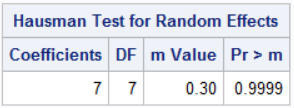 Hausman Test for Random Effects
Coefficients DF m Value Pr > m
7 7 0.30 0.9999